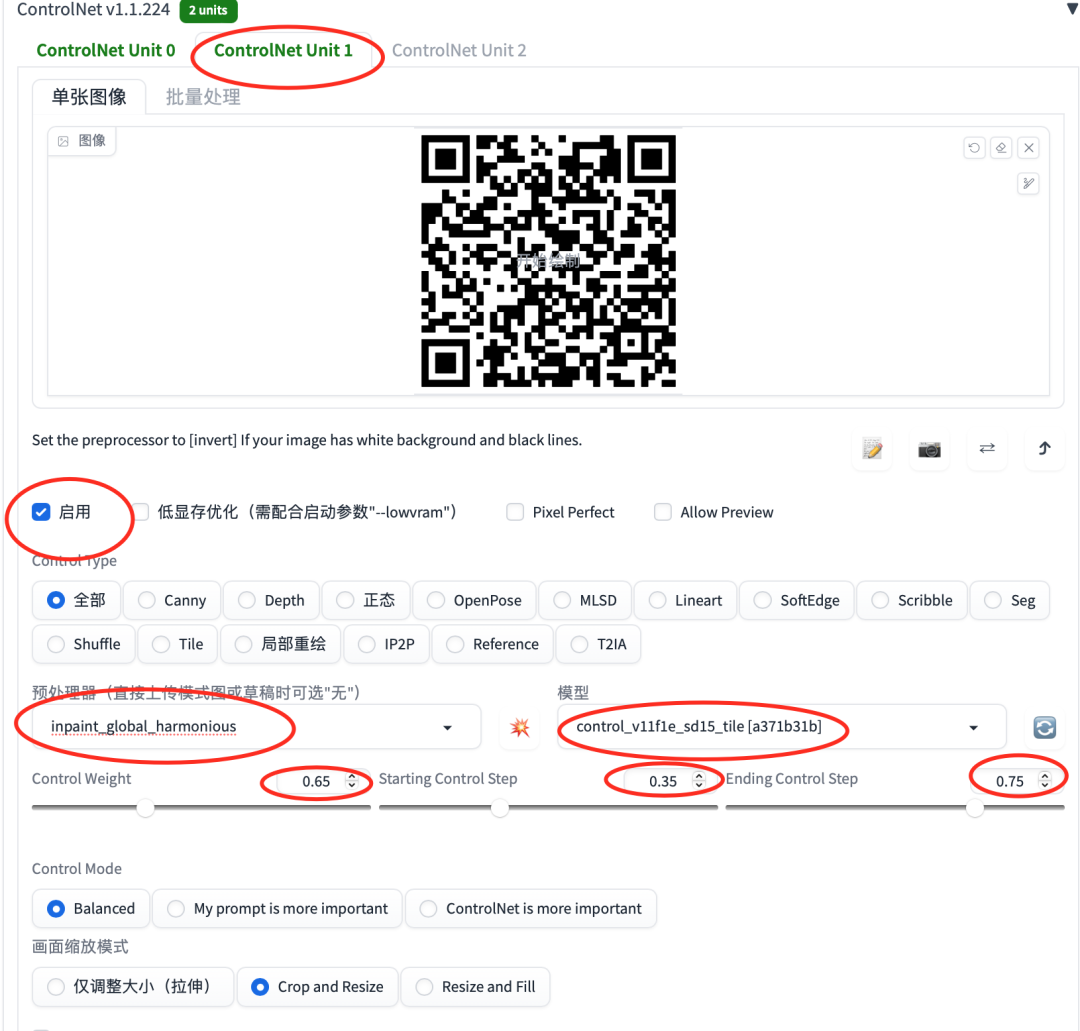 ControlNet v1.1.224 2 units
ControlNet Unit 0 ControlNet Unit 1 ControlNet Unit 2
单张图像 批量处理
图像
开始绘制
Set the preprocessor to [invert] If your image has white background and black lines.
启用 低显存优化（需配合启动参数"--lowvram"） Pixel Perfect Allow Preview
Control Type
全部 Canny Depth 正态 OpenPose MLSD Lineart SoftEdge Scribble Seg
Shuffle Tile 局部重绘 IP2P Reference T2IA
预处理器（直接上传模式图或草稿时可选"无"） 模型
inpaint_global_harmonious control_v11f1e_sd15_tile [a371b31b]
Control Weight 0.65 Starting Control Step 0.35 Ending Control Step 0.75
Control Mode
Balanced My prompt is more important ControlNet is more important
画面缩放模式
仅调整大小（拉伸） Crop and Resize Resize and Fill